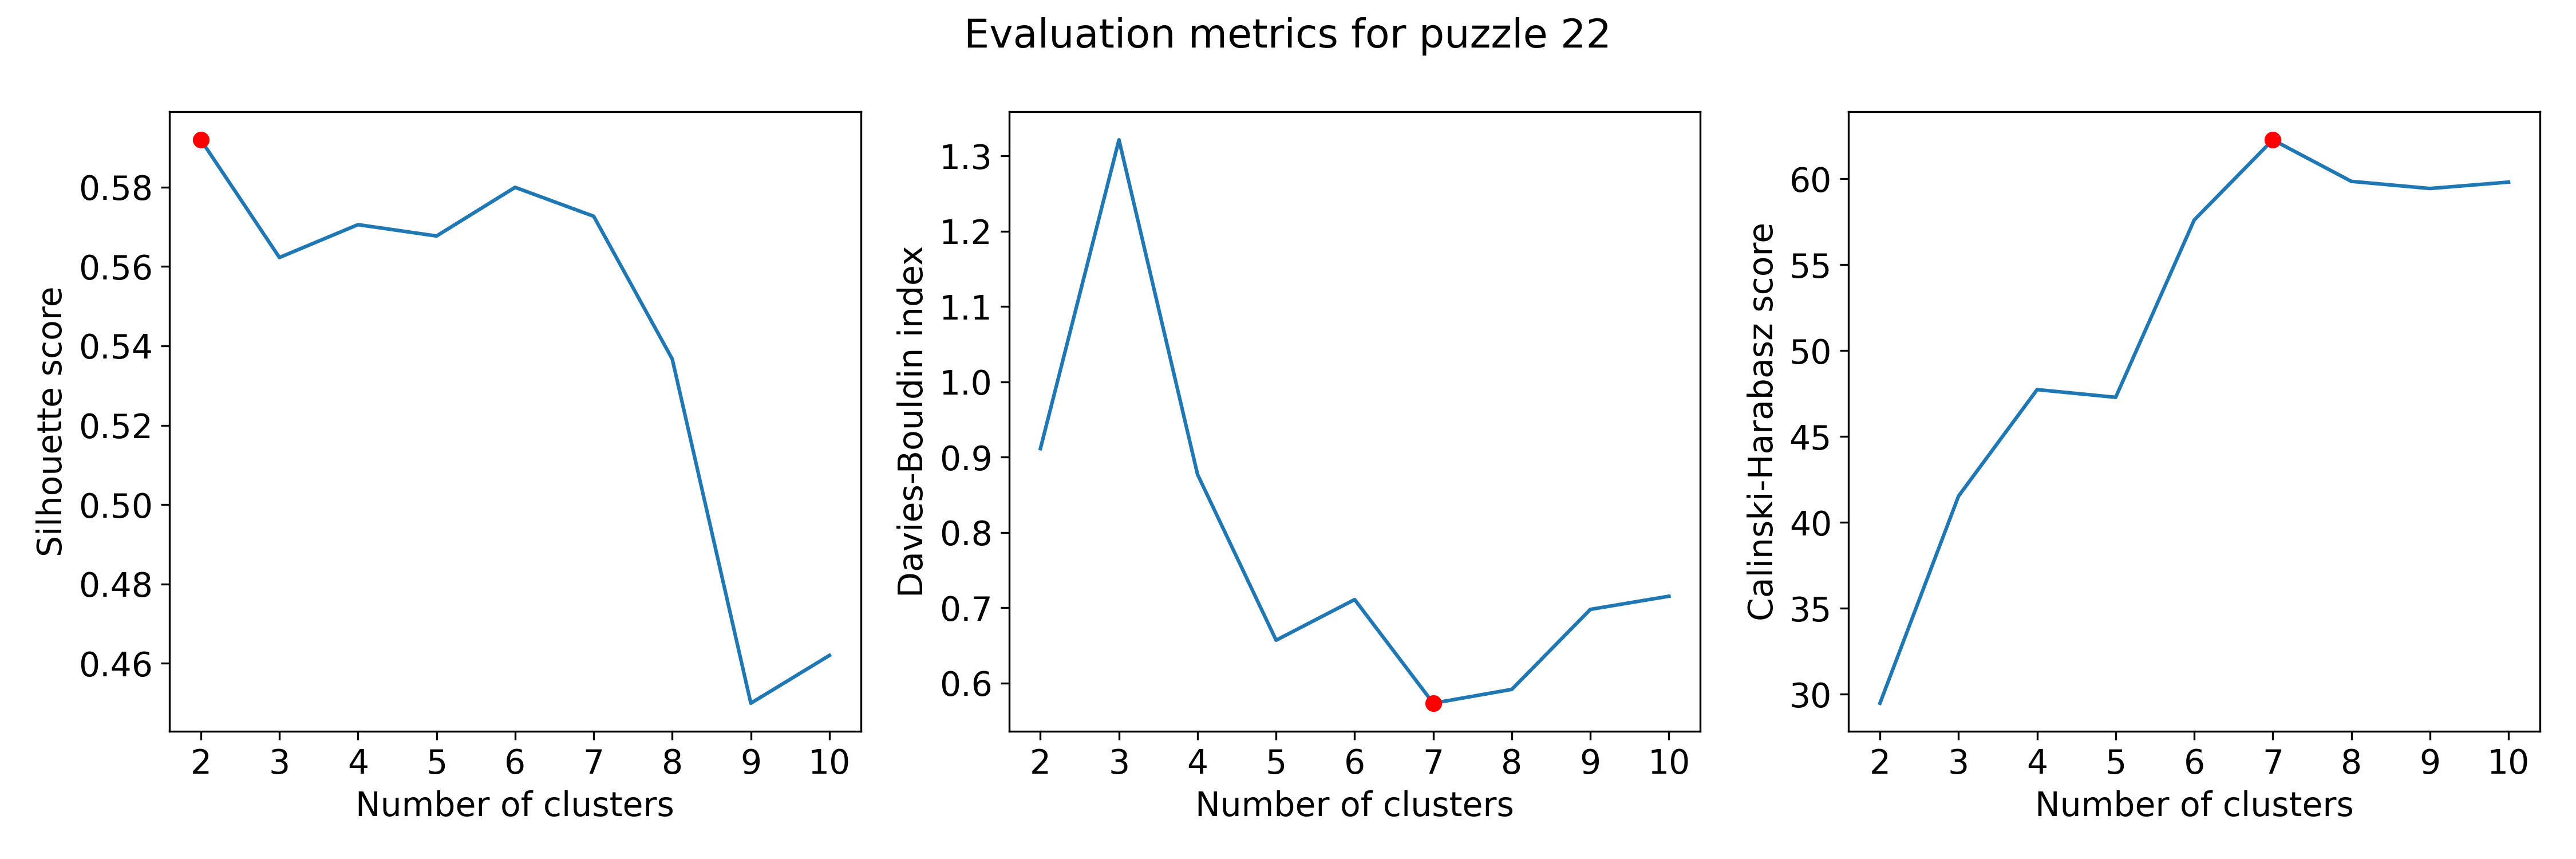 Evaluation metrics for puzzle 22
Silhouette score
0.58
0.56
0.54
0.52
0.50
0.48
0.46
2 3 4 5 6 7 8 9 10
Number of clusters
Davies-Bouldin index
1.3
1.2
1.1
1.0
0.9
0.8
0.7
0.6
2 3 4 5 6 7 8 9 10
Number of clusters
Calinski-Harabasz score
60
55
50
45
40
35
30
2 3 4 5 6 7 8 9 10
Number of clusters